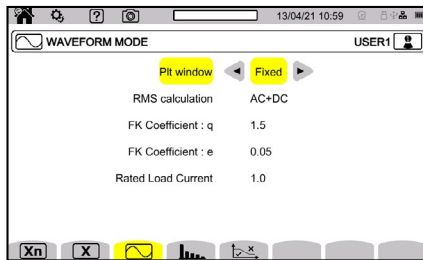 ?
13/04/21 10:59
WAVEFORM MODE
USER1
Plt window
Fixed
RMS calculation
AC+DC
FK Coefficient : q
1.5
FK Coefficient : e
0.05
Rated Load Current
1.0
Xn
X